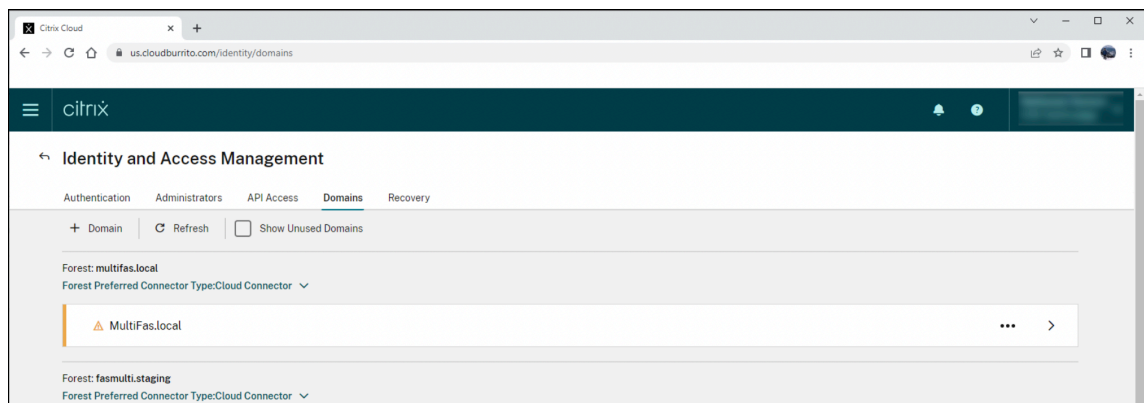 Citrix Cloud
us.cloudburrito.com/identity/domains
citrix
Identity and Access Management
Authentication Administrators API Access Domains Recovery
+ Domain Refresh Show Unused Domains
Forest: multifas.local
Forest Preferred Connector Type:Cloud Connector
MultiFas.local
Forest: fasmulti.staging
Forest Preferred Connector Type:Cloud Connector